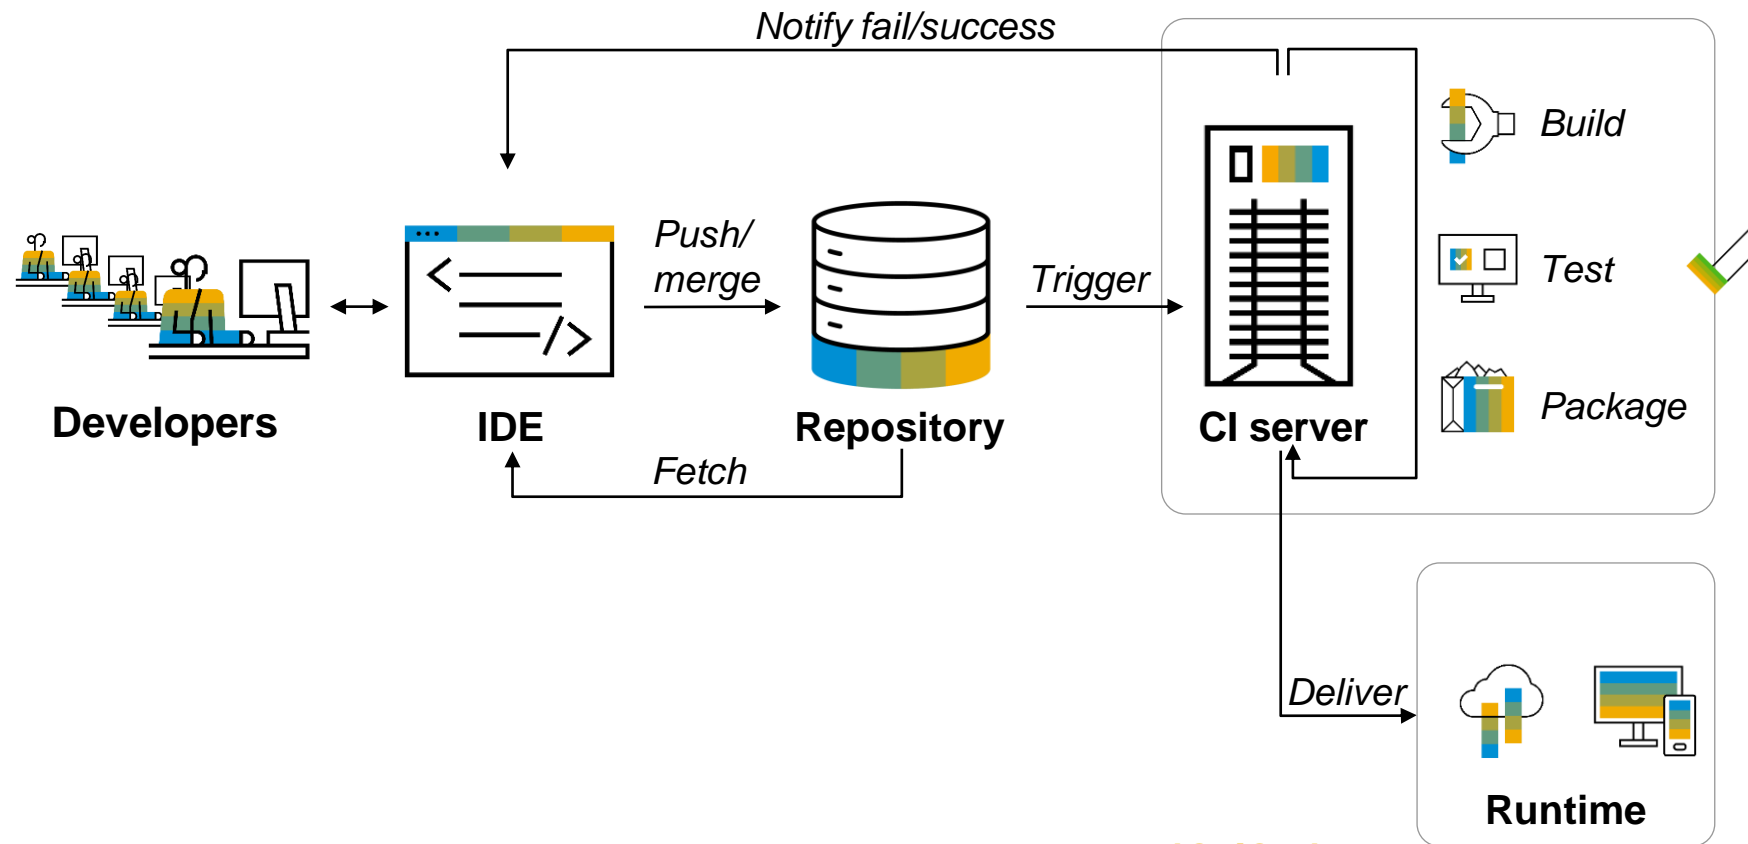 Notify fail/success
Build
Push/
merge
Trigger
Test
Package
Developers
IDE
Repository
CI server
Fetch
Deliver
Runtime